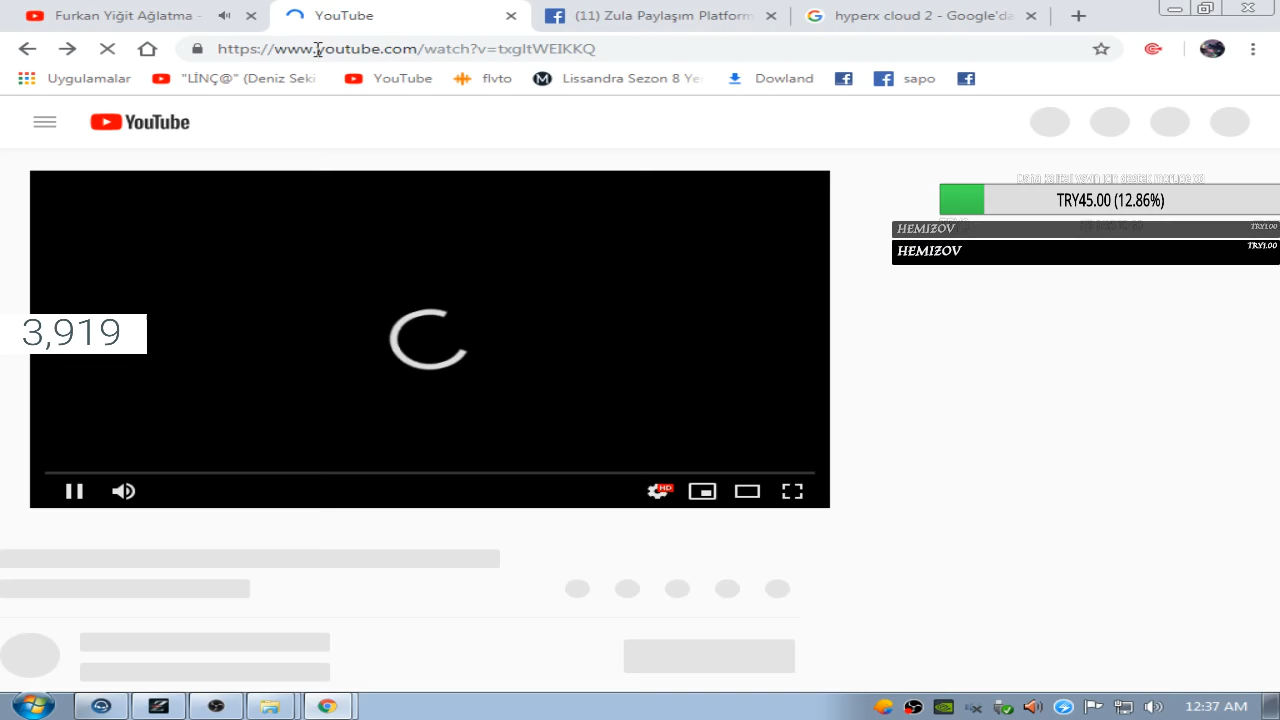 Furkan Yiğit Ağlatma -
YouTube
(11) Zula Paylaşım Platform
hyperx cloud 2 - Google'da
https://www.youtube.com/watch?v=txgItWEIKKQ
Uygulamalar
"LİNÇ@" (Deniz Seki
YouTube
flvto
Lissandra Sezon 8 Ye
Dowland
sapo
YouTube
TRY45.00 (12.86%)
HEMIZOV TRY1.00
HEMIZOV TRY1.00
3,919
HD
12:37 AM